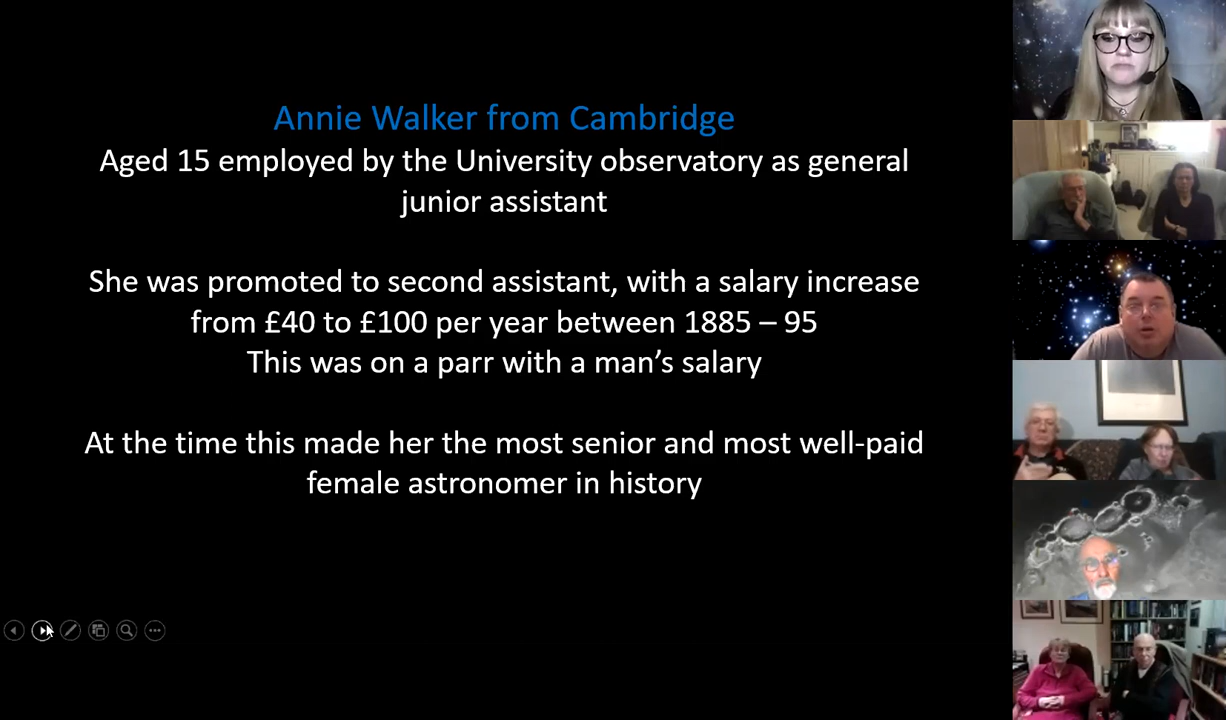 Annie Walker from Cambridge
Aged 15 employed by the University observatory as general
junior assistant
She was promoted to second assistant, with a salary increase
from £40 to £100 per year between 1885 – 95
This was on a parr with a man’s salary
At the time this made her the most senior and most well-paid
female astronomer in history